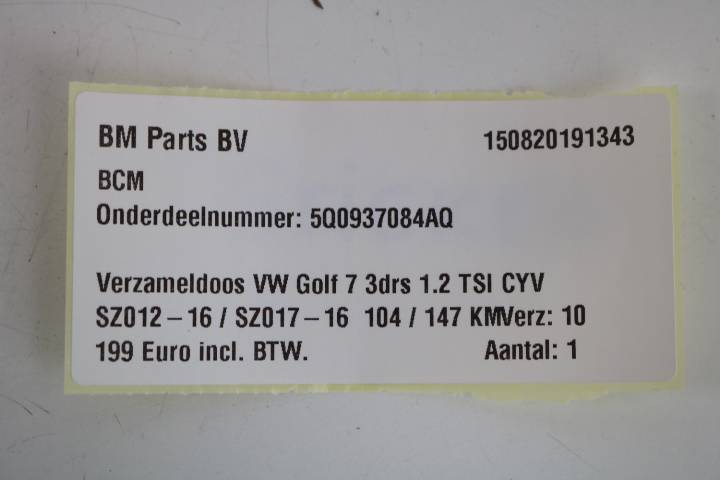 BM Parts BV 150820191343
BCM
Onderdeelnummer: 5Q0937084AQ
Verzameldoos VW Golf 7 3drs 1.2 TSI CYV
SZ012-16 / SZ017-16 104 / 147 KMVerz: 10
199 Euro incl. BTW. Aantal: 1